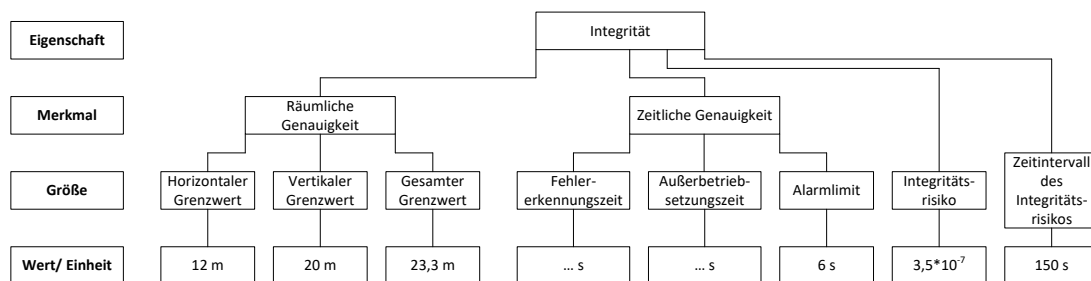 Eigenschaft
Integrität
Merkmal
Räumliche
Genauigkeit
Zeitliche Genauigkeit
Größe
Horizontaler
Grenzwert
Vertikaler
Grenzwert
Gesamter
Grenzwert
Fehler-
erkennungszeit
Außerbetrieb-
setzungszeit
Alarmlimit
Integritäts-
risiko
Zeitintervall
des
Integritäts-
risikos
Wert/ Einheit
12 m
20 m
23,3 m
... s
... s
6 s
3,5*10⁻⁷
150 s